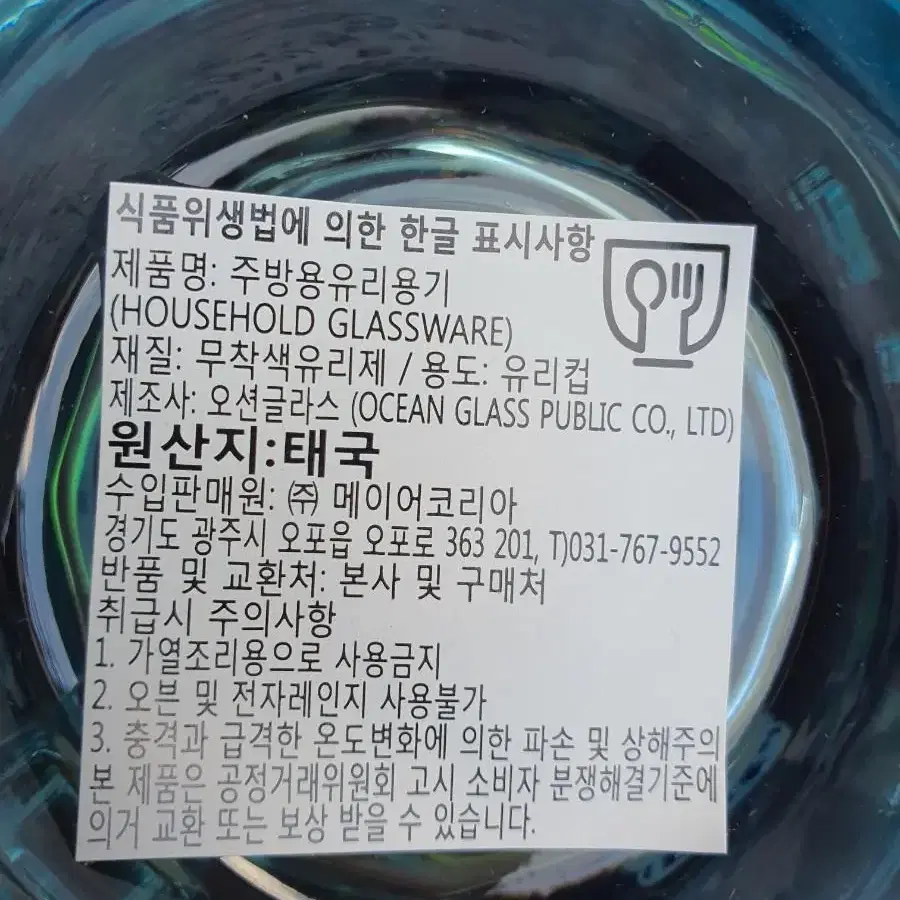 식품위생법에 의한 한글 표시사항
제품명: 주방용유리용기
(HOUSEHOLD GLASSWARE)
재질: 무착색유리제 / 용도: 유리컵
제조사: 오션글라스 (OCEAN GLASS PUBLIC CO., LTD)
원산지:태국
수입판매원: ㈜ 메이어코리아
경기도 광주시 오포읍 오포로 363 201, T)031-767-9552
반품 및 교환처: 본사 및 구매처
취급시 주의사항
1. 가열조리용으로 사용금지
2. 오븐 및 전자레인지 사용불가
3. 충격과 급격한 온도변화에 의한 파손 및 상해주의
본 제품은 공정거래위원회 고시 소비자 분쟁해결기준에
의거 교환 또는 보상 받을 수 있습니다.